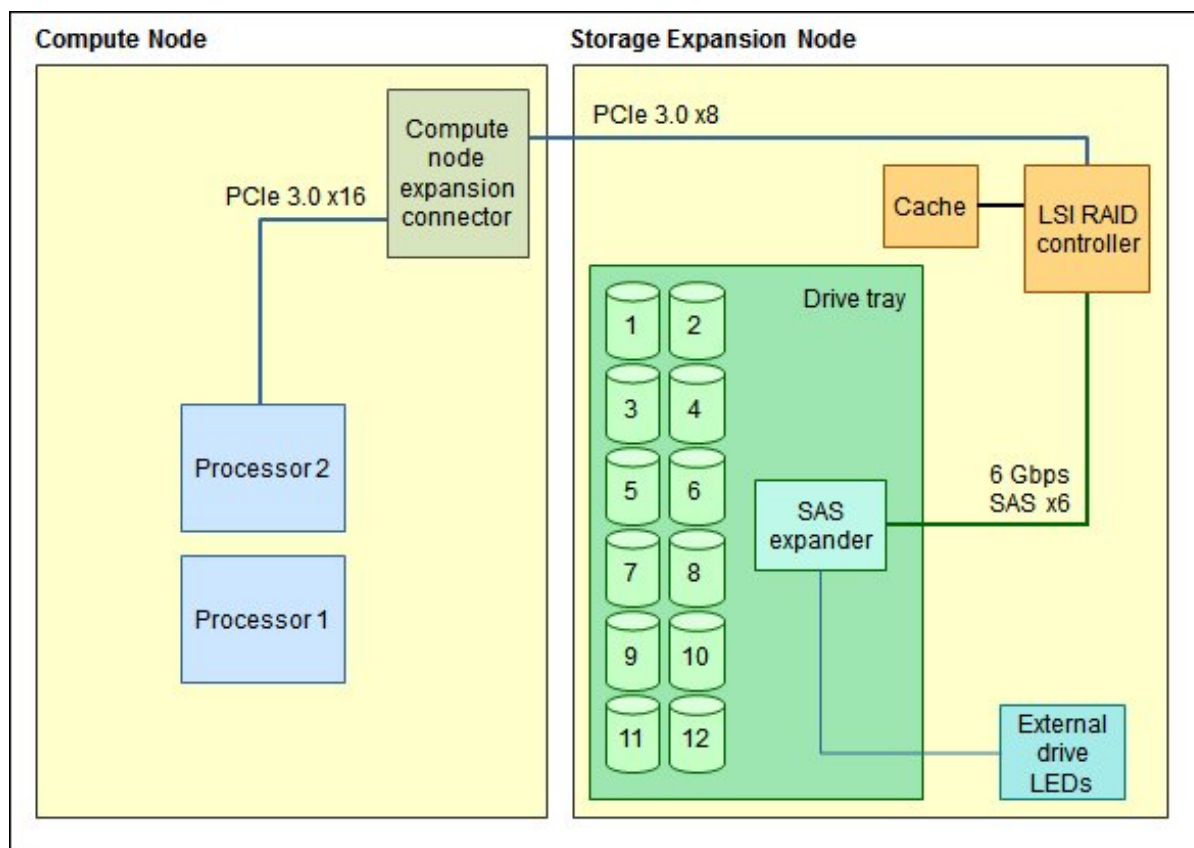 Compute Node
Storage Expansion Node
Compute
node
expansion
connector
PCIe 3.0 x8
PCIe 3.0 x16
Cache
LSI RAID
controller
Drive tray
1
2
3
4
5
6
7
8
9
10
11
12
SAS
expander
6 Gbps
SAS x6
Processor 2
Processor 1
External
drive
LEDs